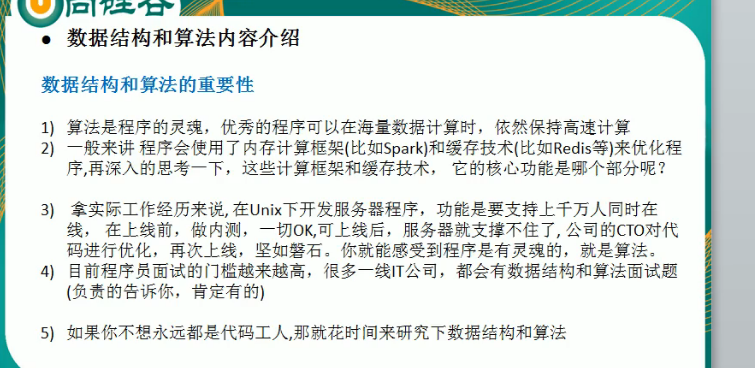 尚硅谷
● 数据结构和算法内容介绍
数据结构和算法的重要性
1) 算法是程序的灵魂，优秀的程序可以在海量数据计算时，依然保持高速计算
2) 一般来讲 程序会使用了内存计算框架(比如Spark)和缓存技术(比如Redis等)来优化程
序,再深入的思考一下，这些计算框架和缓存技术， 它的核心功能是哪个部分呢？
3) 拿实际工作经历来说, 在Unix下开发服务器程序，功能是要支持上千万人同时在
线， 在上线前，做内测，一切OK,可上线后，服务器就支撑不住了, 公司的CTO对代
码进行优化，再次上线，坚如磐石。你就能感受到程序是有灵魂的，就是算法。
4) 目前程序员面试的门槛越来越高，很多一线IT公司，都会有数据结构和算法面试题
(负责的告诉你，肯定有的)
5) 如果你不想永远都是代码工人,那就花时间来研究下数据结构和算法